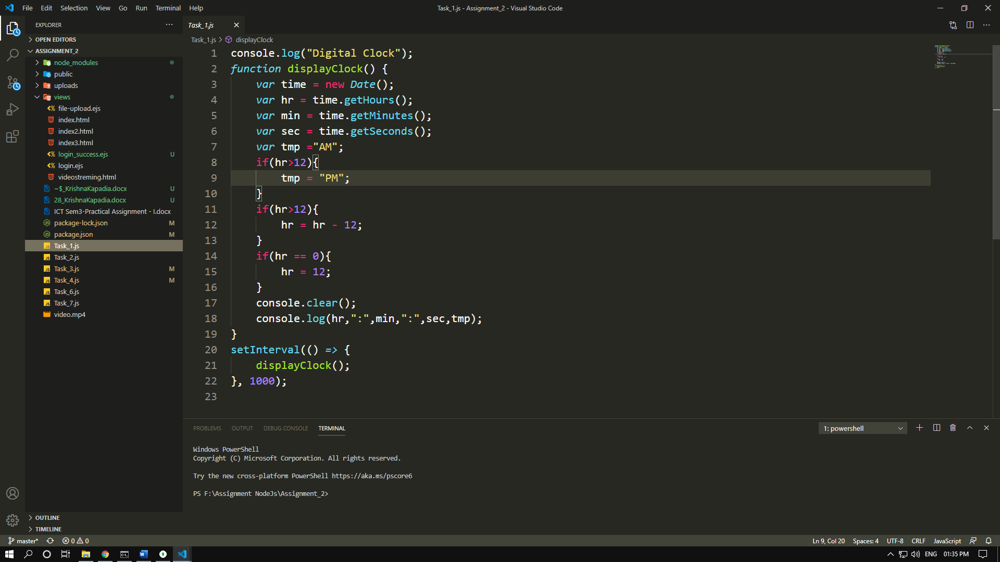 File Edit Selection View Go Run Terminal Help
Task_1.js - Assignment_2 - Visual Studio Code
EXPLORER
OPEN EDITORS
ASSIGNMENT_2
node_modules
public
uploads
views
file-upload.ejs
index.html
index2.html
index3.html
login_success.ejs U
login.ejs
videostreming.html
~$_KrishnaKapadia.docx U
28_KrishnaKapadia.docx U
ICT Sem3-Practical Assignment - I.docx
package-lock.json M
package.json M
Task_1.js
Task_2.js
Task_3.js M
Task_4.js M
Task_6.js
Task_7.js
video.mp4
OUTLINE
TIMELINE
Task_1.js
Task_1.js > displayClock
1 console.log("Digital Clock");
2 function displayClock() {
3 var time = new Date();
4 var hr = time.getHours();
5 var min = time.getMinutes();
6 var sec = time.getSeconds();
7 var tmp ="AM";
8 if(hr>12){
9 tmp = "PM";
10 }
11 if(hr>12){
12 hr = hr - 12;
13 }
14 if(hr == 0){
15 hr = 12;
16 }
17 console.clear();
18 console.log(hr,":",min,":",sec,tmp);
19 }
20 setInterval(() => {
21 displayClock();
22 }, 1000);
23
PROBLEMS OUTPUT DEBUG CONSOLE TERMINAL
1: powershell
Windows PowerShell
Copyright (C) Microsoft Corporation. All rights reserved.
Try the new cross-platform PowerShell https://aka.ms/pscore6
PS F:\Assignment NodeJs\Assignment_2>
master* 0 0
Ln 9, Col 20 Spaces: 4 UTF-8 CRLF JavaScript
ENG 01:35 PM